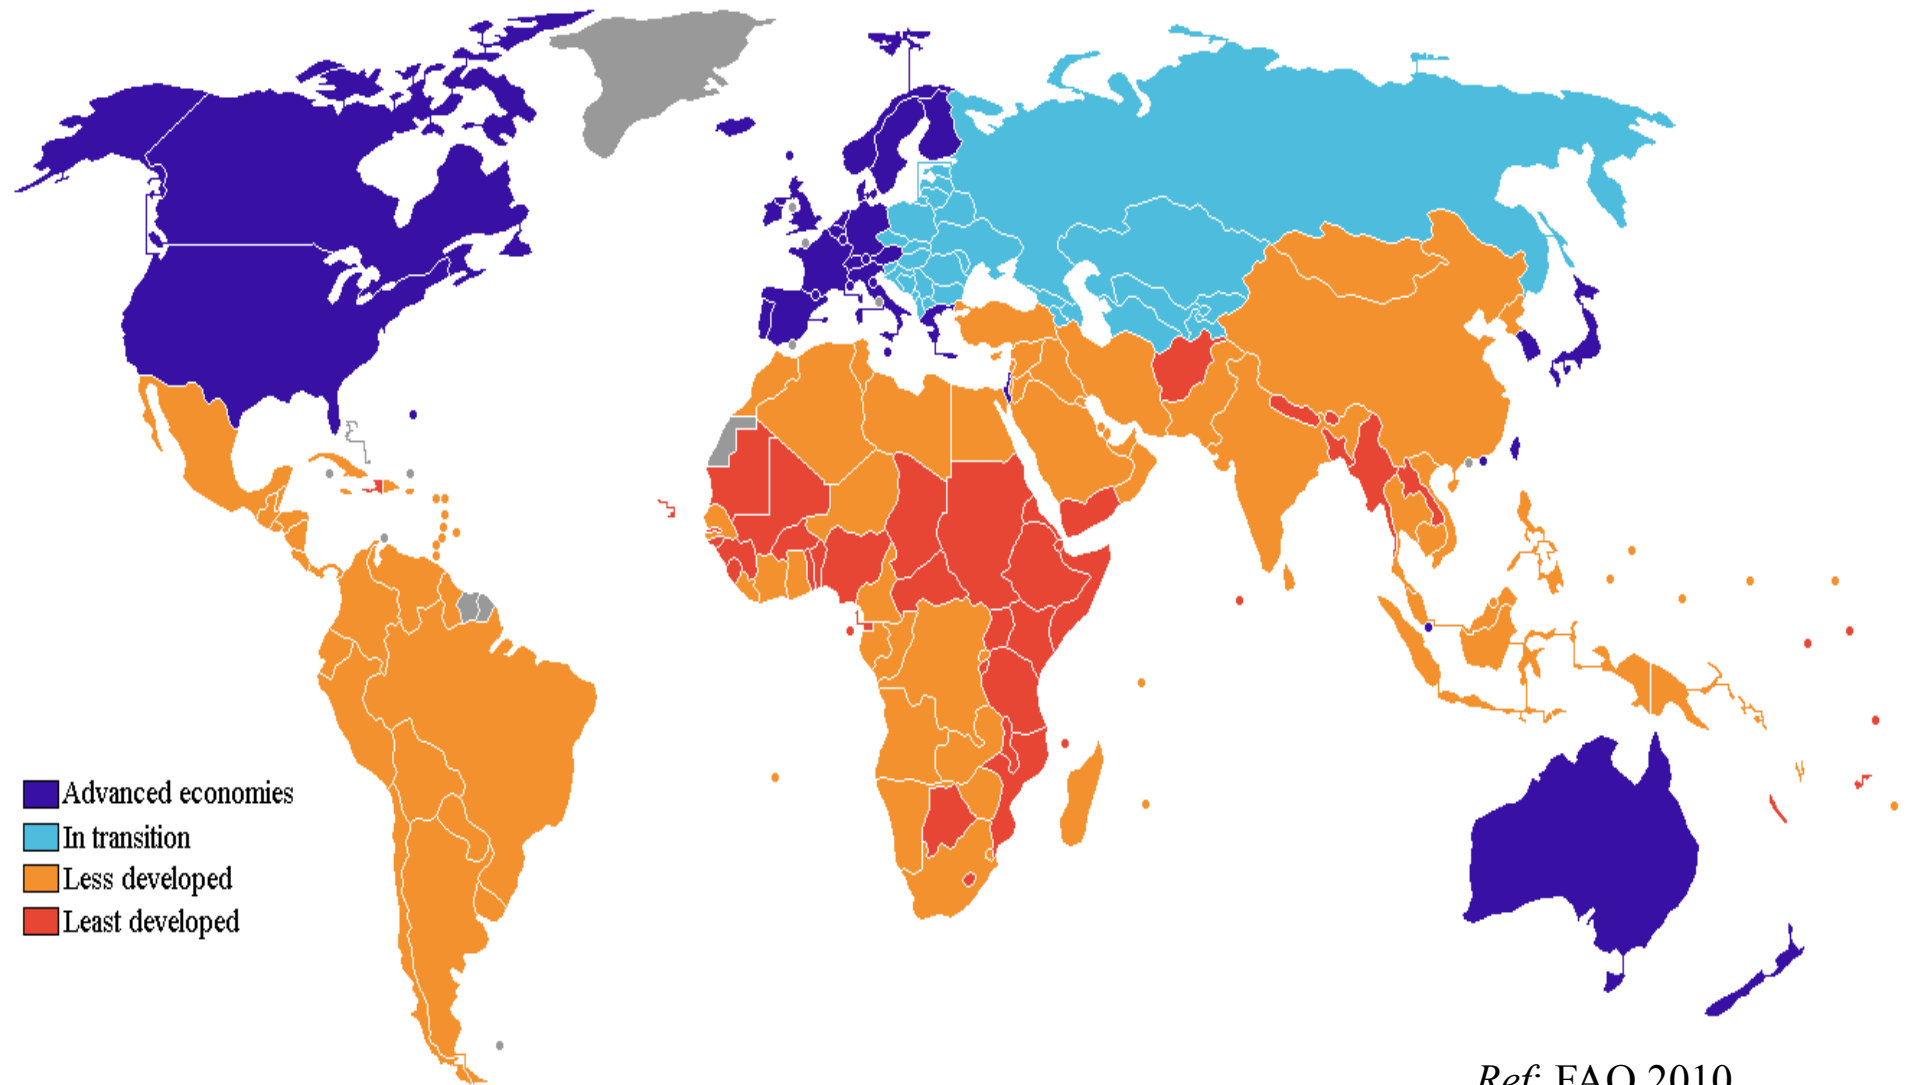 Advanced economies
In transition
Less developed
Least developed
Ref: FAO 2010